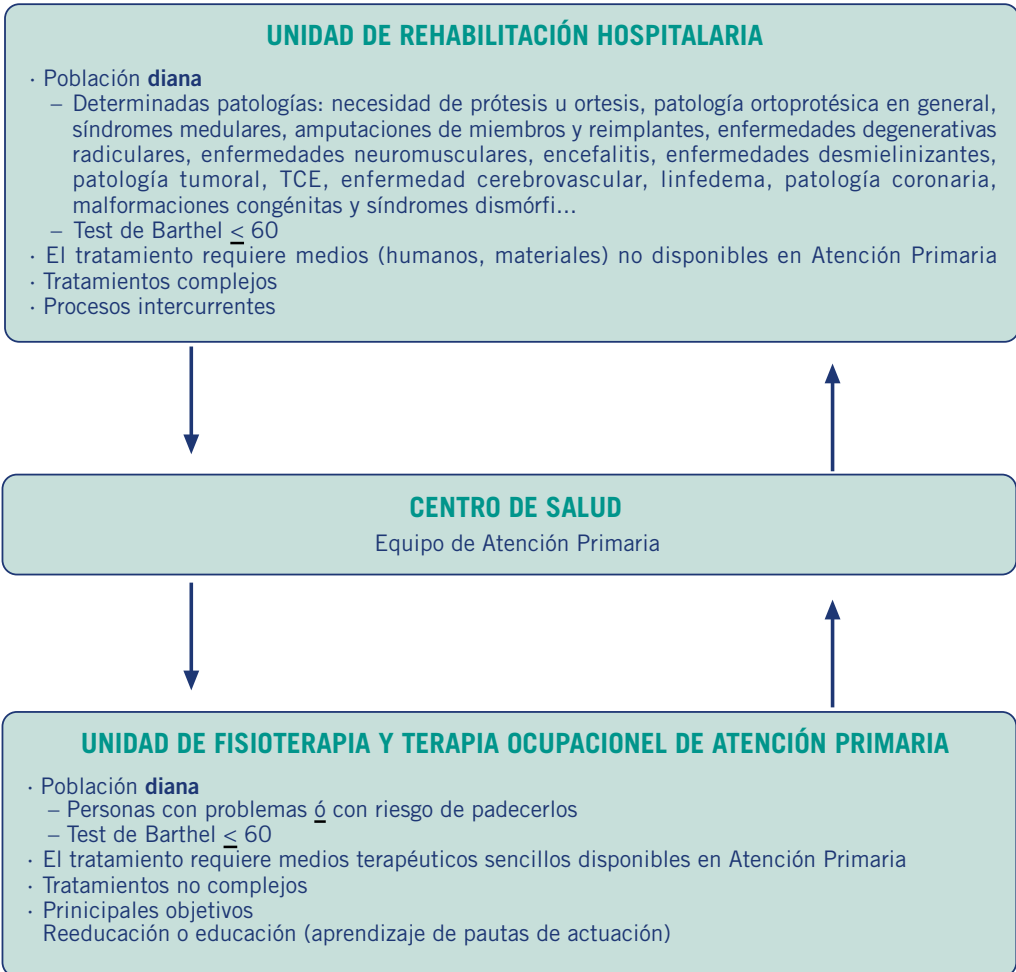 UNIDAD DE REHABILITACIÓN HOSPITALARIA
· Población diana
– Determinadas patologías: necesidad de prótesis u ortesis, patología ortoprotésica en general,
síndromes medulares, amputaciones de miembros y reimplantes, enfermedades degenerativas
radiculares, enfermedades neuromusculares, encefalitis, enfermedades desmielinizantes,
patología tumoral, TCE, enfermedad cerebrovascular, linfedema, patología coronaria,
malformaciones congénitas y síndromes dismórfi...
– Test de Barthel < 60
· El tratamiento requiere medios (humanos, materiales) no disponibles en Atención Primaria
· Tratamientos complejos
· Procesos intercurrentes
CENTRO DE SALUD
Equipo de Atención Primaria
UNIDAD DE FISIOTERAPIA Y TERAPIA OCUPACIONEL DE ATENCIÓN PRIMARIA
· Población diana
– Personas con problemas ó con riesgo de padecerlos
– Test de Barthel < 60
· El tratamiento requiere medios terapéuticos sencillos disponibles en Atención Primaria
· Tratamientos no complejos
· Prinicipales objetivos
Reeducación o educación (aprendizaje de pautas de actuación)